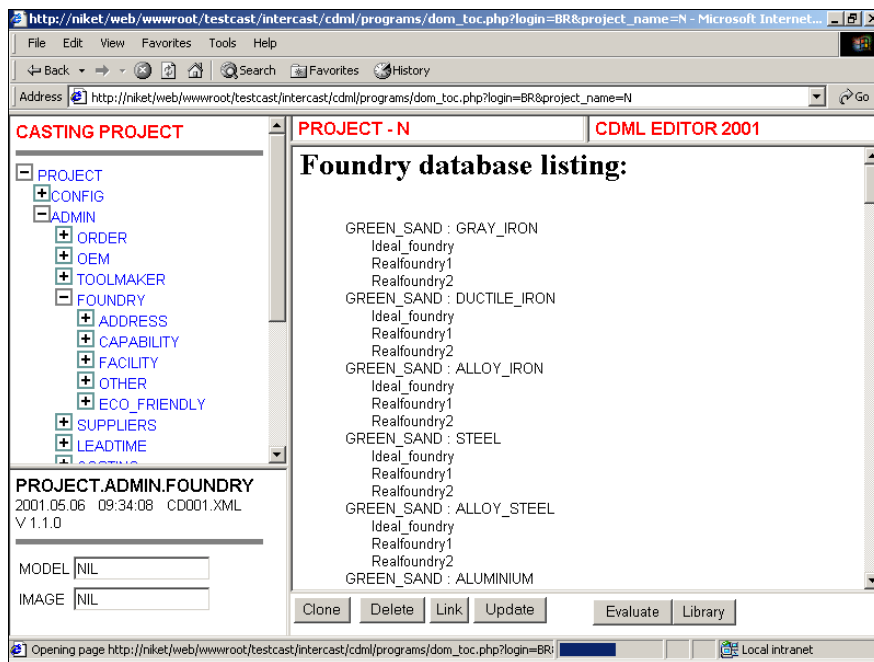 http://niket/web/wwwroot/testcast/intercast/cdml/programs/dom_toc.php?login=BR&project_name=N - Microsoft Internet...
File Edit View Favorites Tools Help
Back Search Favorites History
Address http://niket/web/wwwroot/testcast/intercast/cdml/programs/dom_toc.php?login=BR&project_name=N Go
CASTING PROJECT
PROJECT
CONFIG
ADMIN
ORDER
OEM
TOOLMAKER
FOUNDRY
ADDRESS
CAPABILITY
FACILITY
OTHER
ECO_FRIENDLY
SUPPLIERS
LEADTIME
PROJECT.ADMIN.FOUNDRY
2001.05.06 09:34:08 CD001.XML
V 1.1.0
MODEL NIL
IMAGE NIL
PROJECT - N CDML EDITOR 2001
Foundry database listing:
GREEN_SAND : GRAY_IRON
Ideal_foundry
Realfoundry1
Realfoundry2
GREEN_SAND : DUCTILE_IRON
Ideal_foundry
Realfoundry1
Realfoundry2
GREEN_SAND : ALLOY_IRON
Ideal_foundry
Realfoundry1
Realfoundry2
GREEN_SAND : STEEL
Ideal_foundry
Realfoundry1
Realfoundry2
GREEN_SAND : ALLOY_STEEL
Ideal_foundry
Realfoundry1
Realfoundry2
GREEN_SAND : ALUMINIUM
Clone Delete Link Update Evaluate Library
Opening page http://niket/web/wwwroot/testcast/intercast/cdml/programs/dom_toc.php?login=BR Local intranet